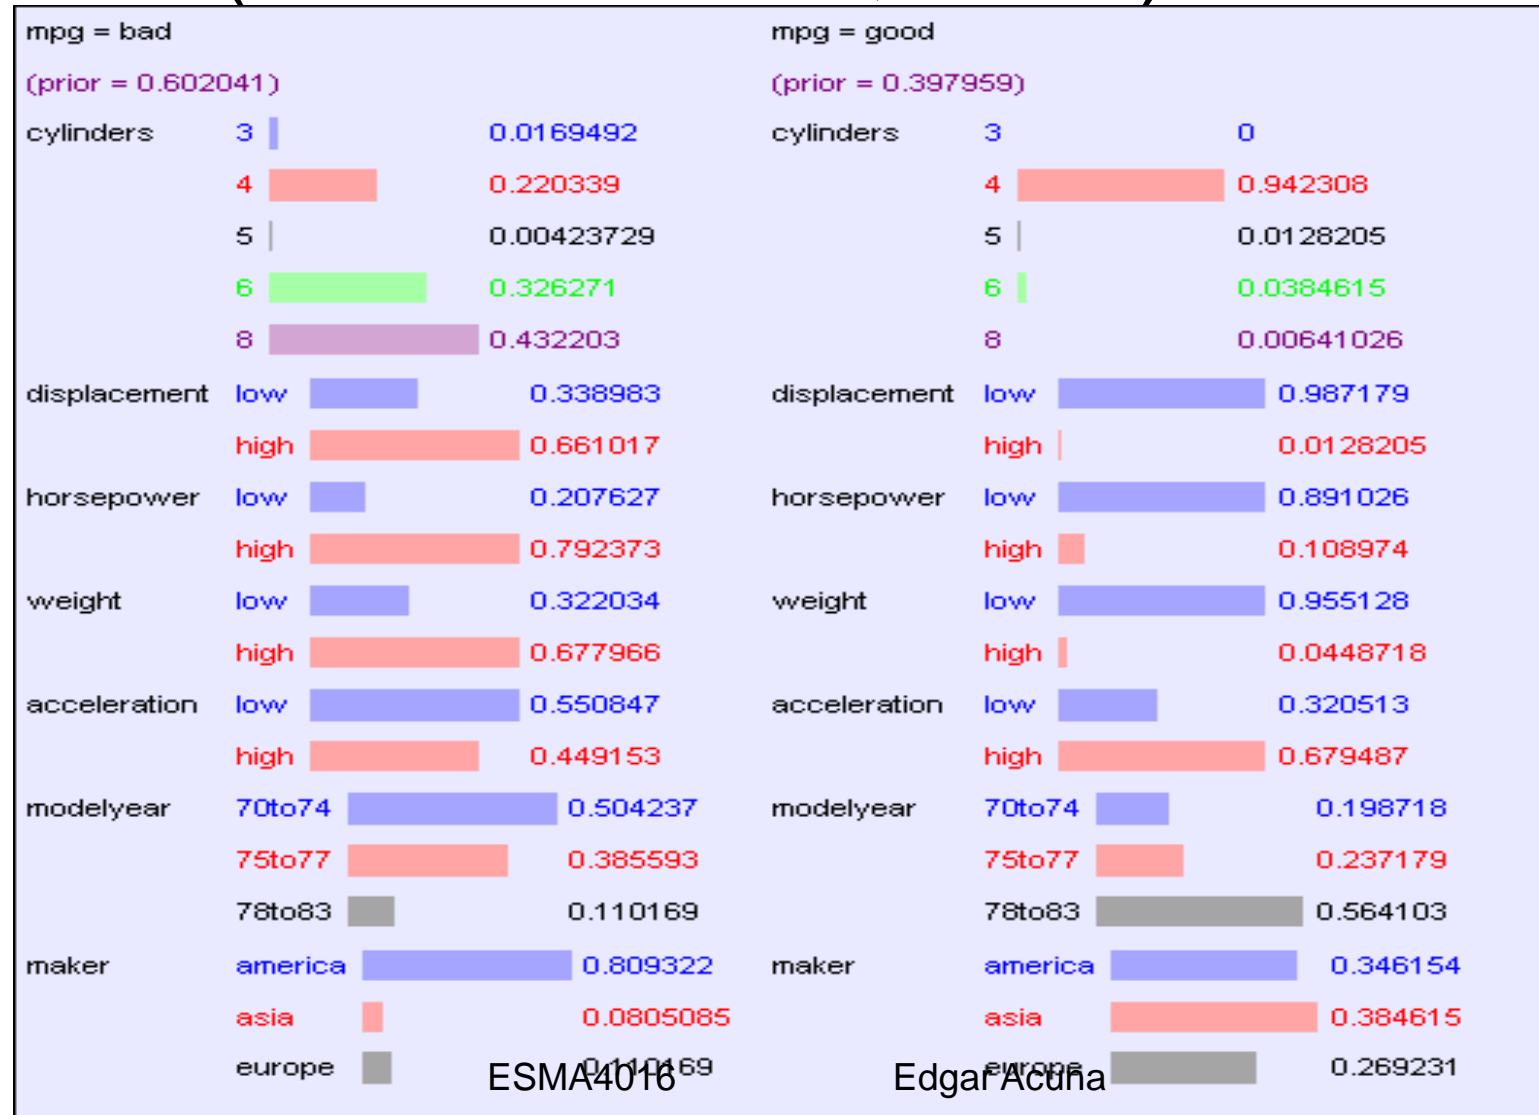 mpg = bad mpg = good
(prior = 0.602041) (prior = 0.397959)
cylinders 3 0.0169492 cylinders 3 0
4 0.220339 4 0.942308
5 0.00423729 5 0.0128205
6 0.326271 6 0.0384615
8 0.432203 8 0.00641026
displacement low 0.338983 displacement low 0.987179
high 0.661017 high 0.0128205
horsepower low 0.207627 horsepower low 0.891026
high 0.792373 high 0.108974
weight low 0.322034 weight low 0.955128
high 0.677966 high 0.0448718
acceleration low 0.550847 acceleration low 0.320513
high 0.449153 high 0.679487
modelyear 70to74 0.504237 modelyear 70to74 0.198718
75to77 0.385593 75to77 0.237179
78to83 0.110169 78to83 0.564103
maker america 0.809322 maker america 0.346154
asia 0.0805085 asia 0.384615
europe 0.110169 europe 0.269231
ESMA4016 Edgar Acuna